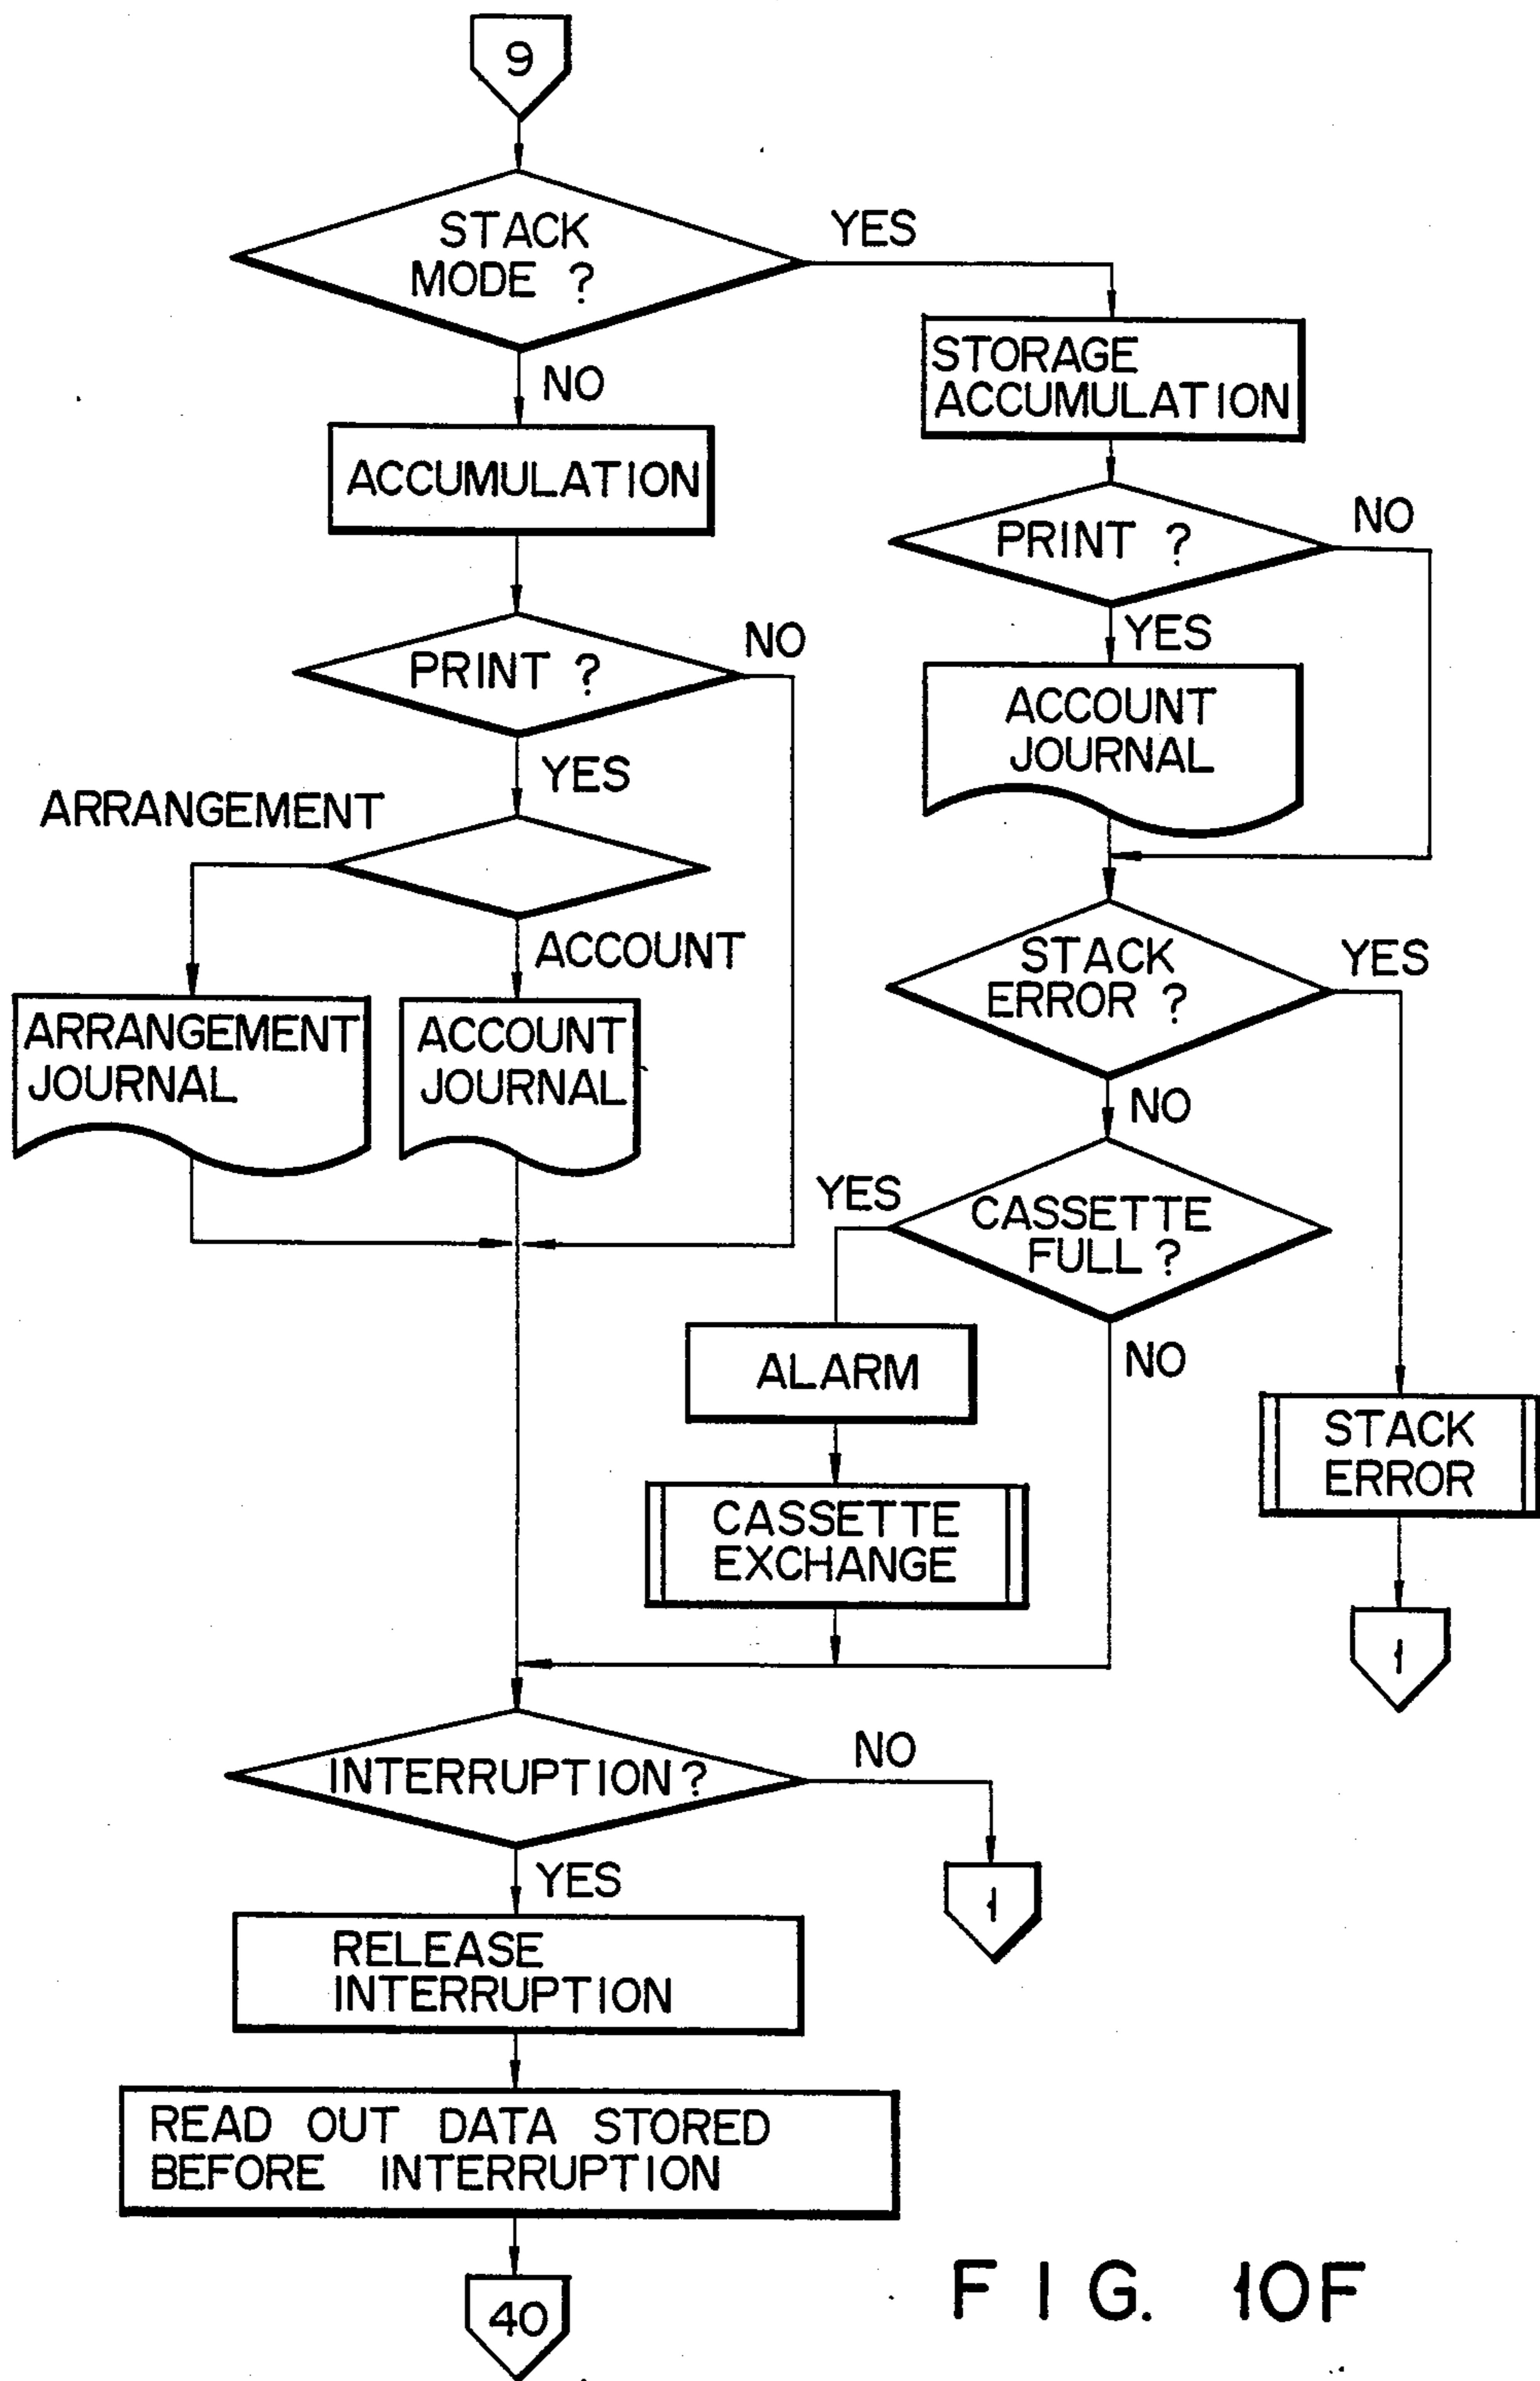 9
STACK
MODE ?
YES
NO
STORAGE
ACCUMULATION
ACCUMULATION
PRINT ?
NO
YES
ACCOUNT
JOURNAL
PRINT ?
NO
YES
ARRANGEMENT
ACCOUNT
ARRANGEMENT
JOURNAL
ACCOUNT
JOURNAL
STACK
ERROR ?
YES
NO
CASSETTE
FULL ?
YES
NO
ALARM
CASSETTE
EXCHANGE
STACK
ERROR
1
INTERRUPTION ?
NO
1
YES
RELEASE
INTERRUPTION
READ OUT DATA STORED
BEFORE INTERRUPTION
40
FIG. 10F